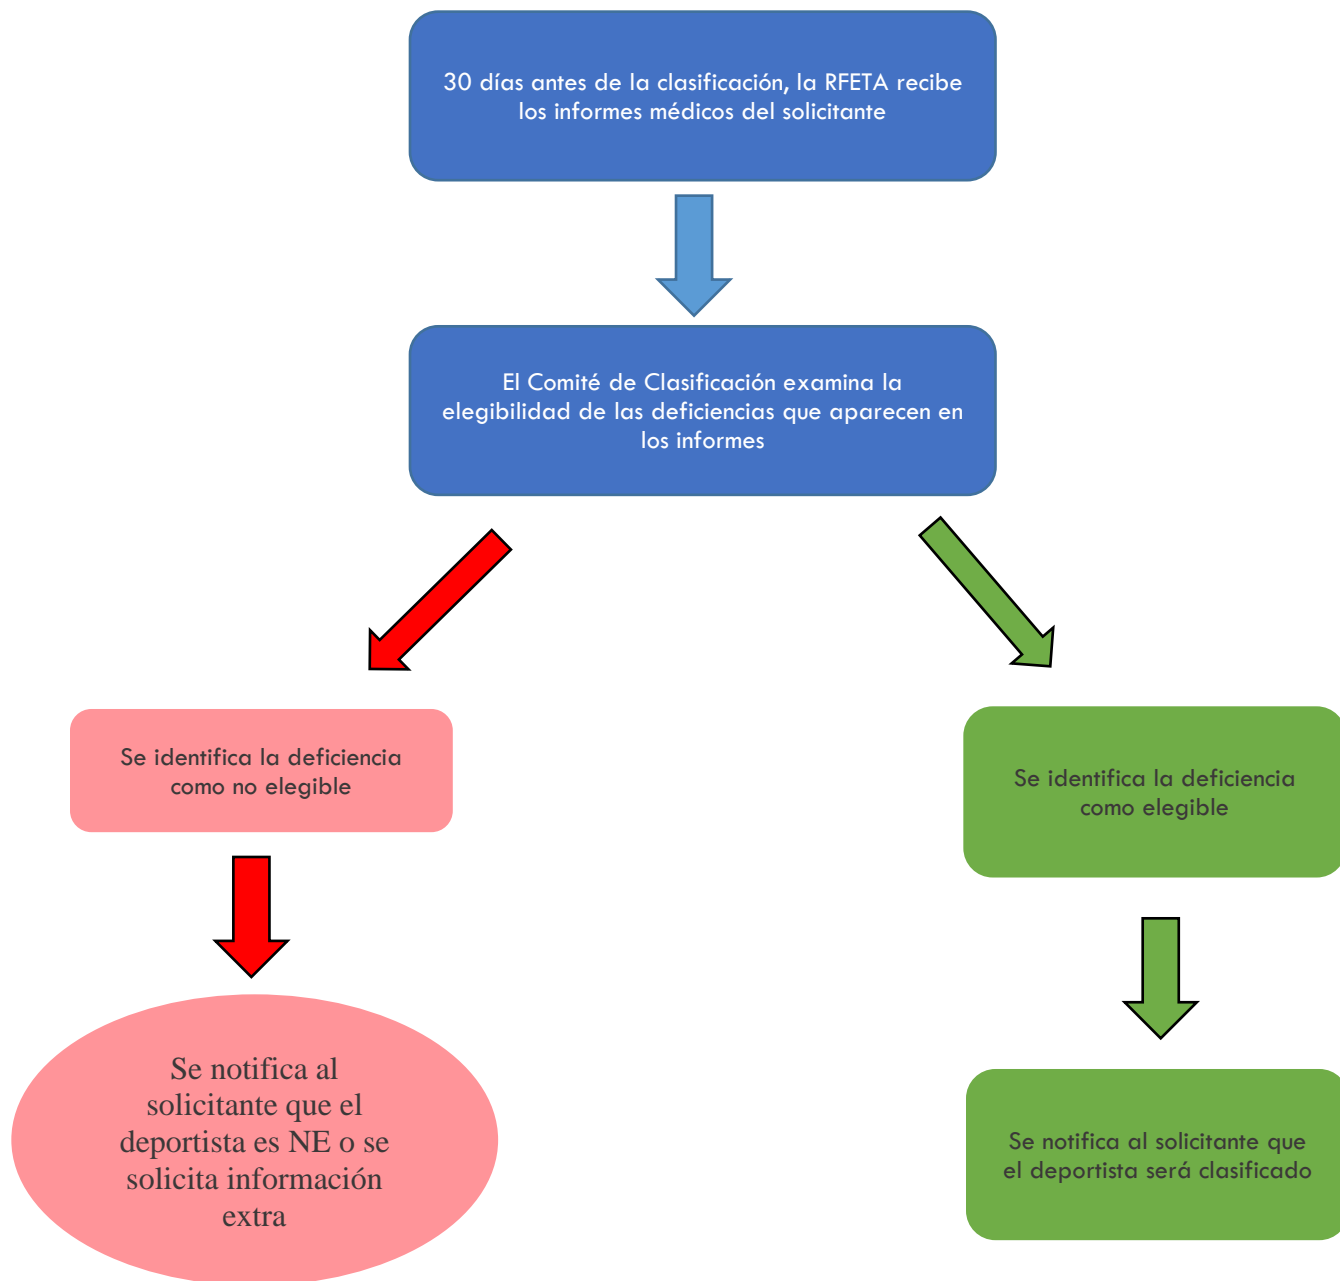 30 días antes de la clasificación, la RFETA recibe
los informes médicos del solicitante
El Comité de Clasificación examina la
elegibilidad de las deficiencias que aparecen en
los informes
Se identifica la deficiencia
como no elegible
Se identifica la deficiencia
como elegible
Se notifica al
solicitante que el
deportista es NE o se
solicita información
extra
Se notifica al solicitante que
el deportista será clasificado